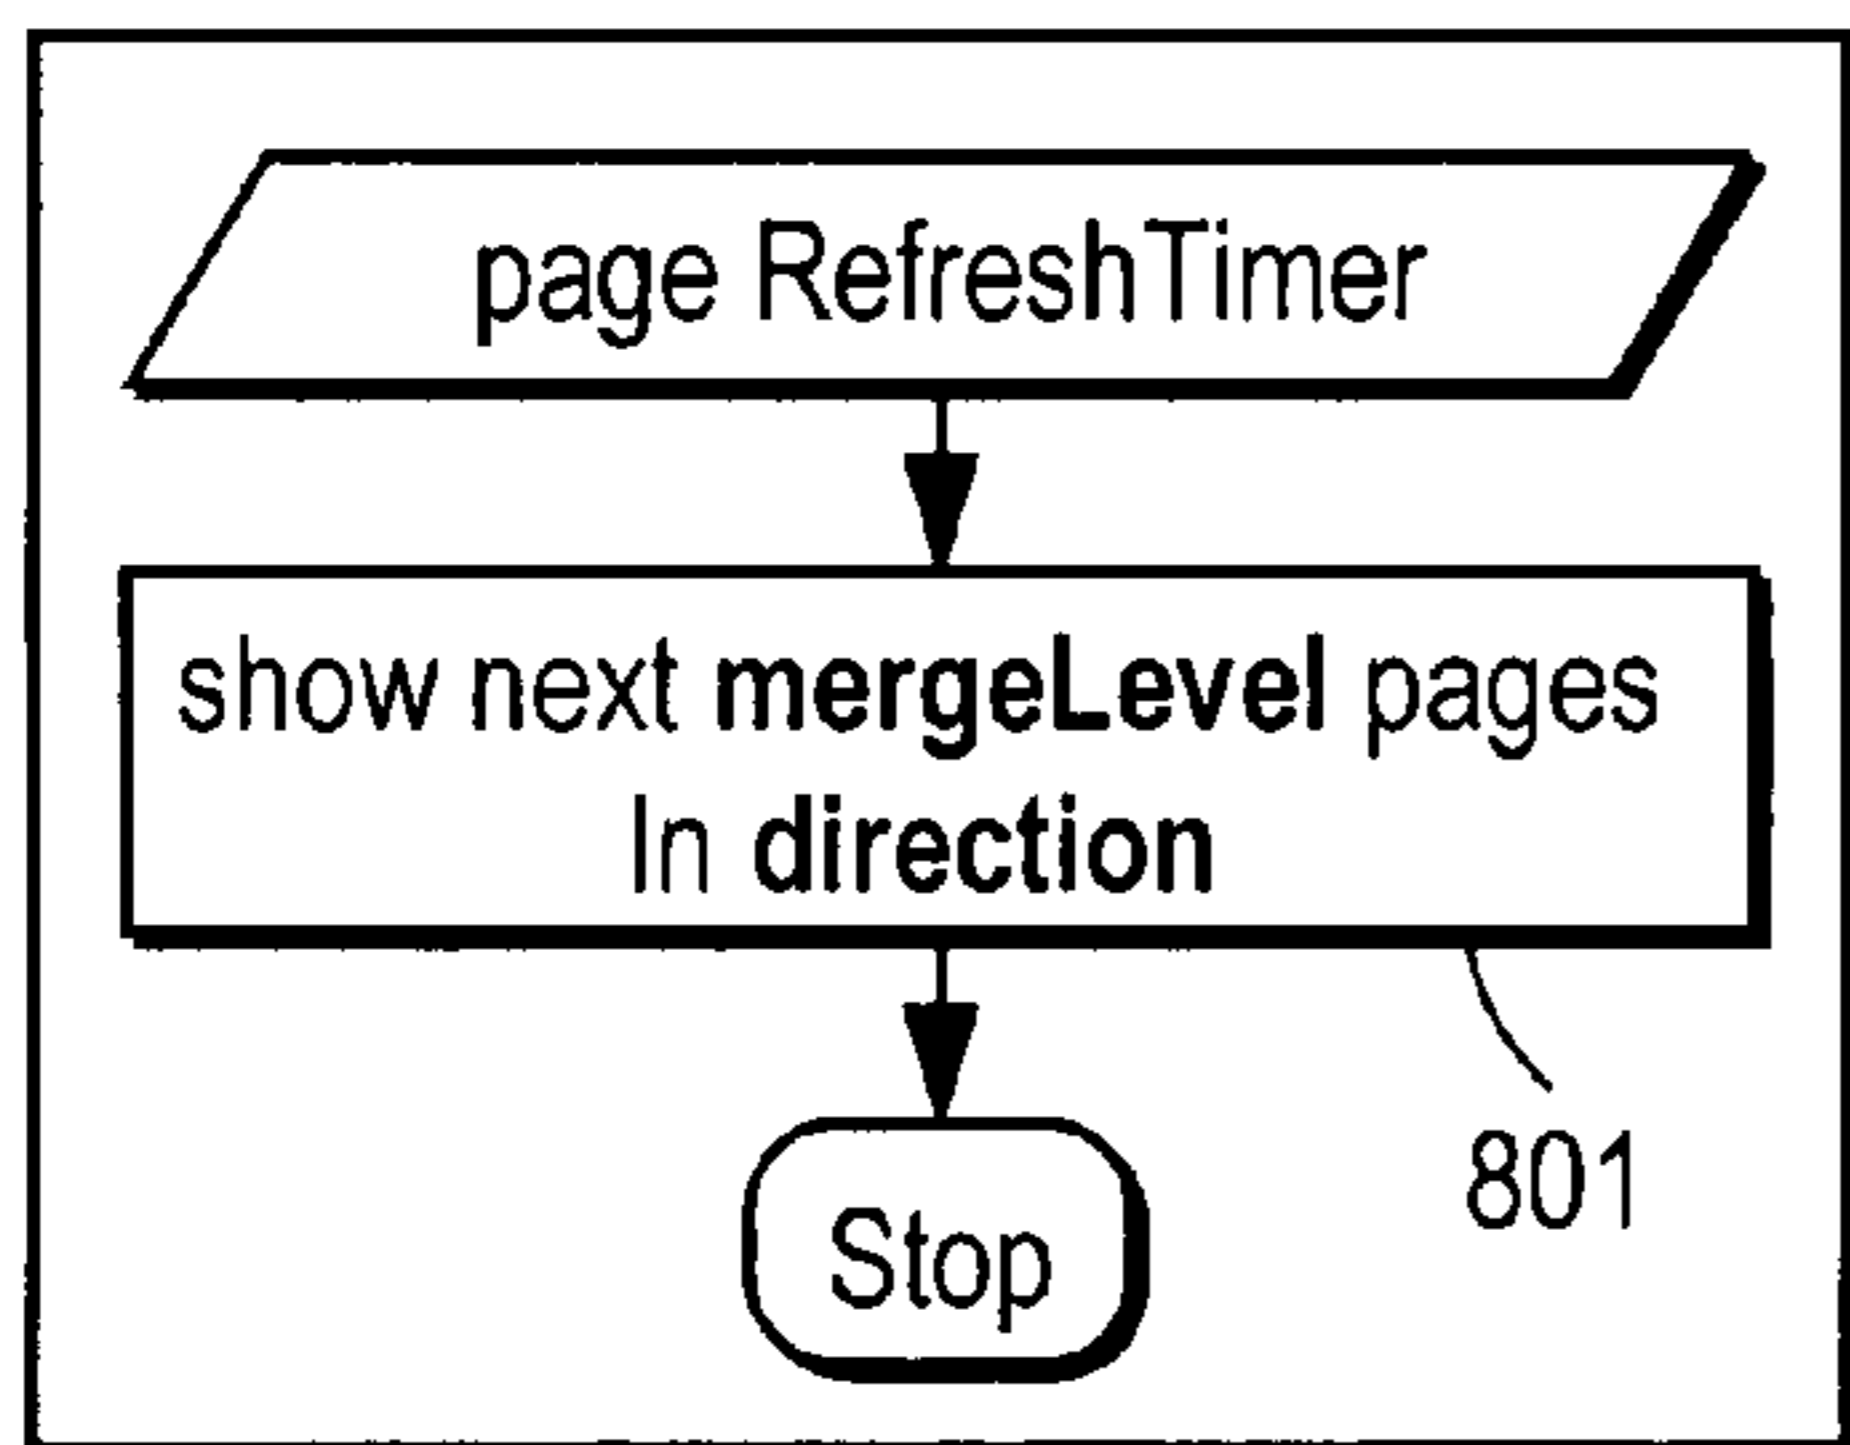 page RefreshTimer
show next mergeLevel pages
In direction
801
Stop